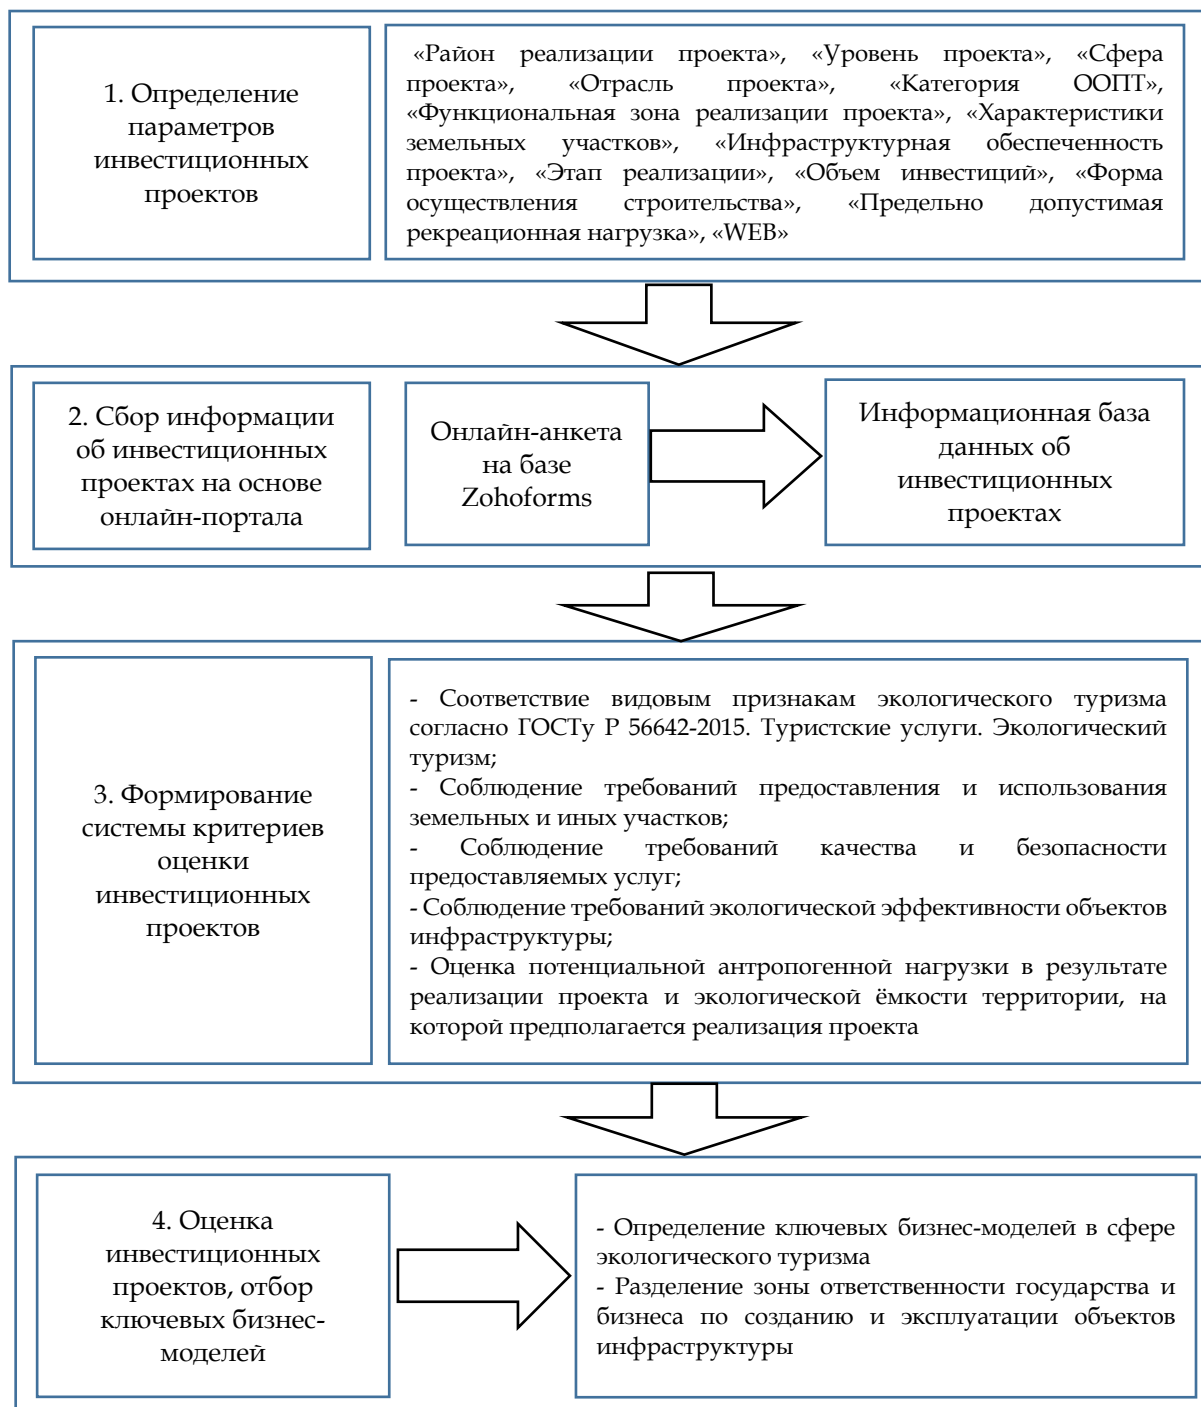 1. Определение
параметров
инвестиционных
проектов
«Район реализации проекта», «Уровень проекта», «Сфера
проекта», «Отрасль проекта», «Категория ООПТ»,
«Функциональная зона реализации проекта», «Характеристики
земельных участков», «Инфраструктурная обеспеченность
проекта», «Этап реализации», «Объем инвестиций», «Форма
осуществления строительства», «Предельно допустимая
рекреационная нагрузка», «WEB»
2. Сбор информации
об инвестиционных
проектах на основе
онлайн-портала
Онлайн-анкета
на базе
Zohoforms
Информационная база
данных об
инвестиционных
проектах
3. Формирование
системы критериев
оценки
инвестиционных
проектов
- Соответствие видовым признакам экологического туризма
согласно ГОСТу Р 56642-2015. Туристские услуги. Экологический
туризм;
- Соблюдение требований предоставления и использования
земельных и иных участков;
- Соблюдение требований качества и безопасности
предоставляемых услуг;
- Соблюдение требований экологической эффективности объектов
инфраструктуры;
- Оценка потенциальной антропогенной нагрузки в результате
реализации проекта и экологической ёмкости территории, на
которой предполагается реализация проекта
4. Оценка
инвестиционных
проектов, отбор
ключевых бизнес-
моделей
- Определение ключевых бизнес-моделей в сфере
экологического туризма
- Разделение зоны ответственности государства и
бизнеса по созданию и эксплуатации объектов
инфраструктуры